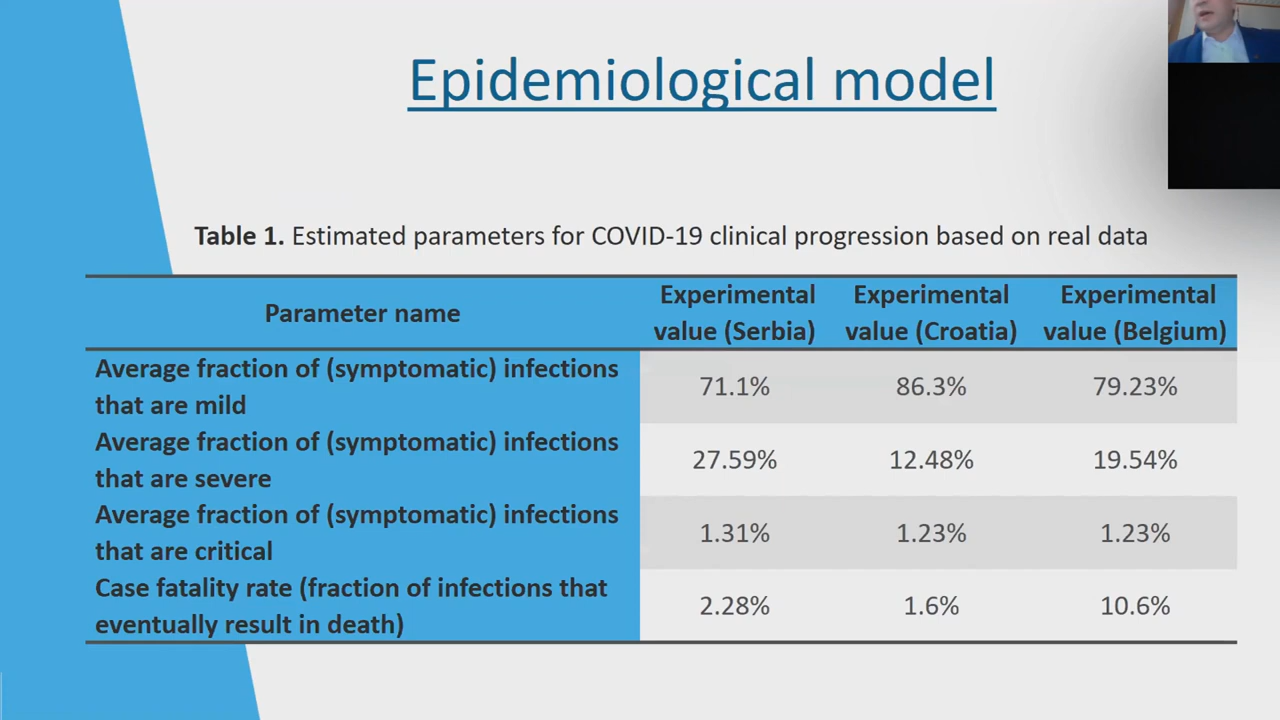 Epidemiological model
Table 1. Estimated parameters for COVID-19 clinical progression based on real data
Parameter name
Experimental value (Serbia)
Experimental value (Croatia)
Experimental value (Belgium)
Average fraction of (symptomatic) infections
that are mild
71.1% 86.3% 79.23%
Average fraction of (symptomatic) infections
that are severe
27.59% 12.48% 19.54%
Average fraction of (symptomatic) infections
that are critical
1.31% 1.23% 1.23%
Case fatality rate (fraction of infections that
eventually result in death)
2.28% 1.6% 10.6%